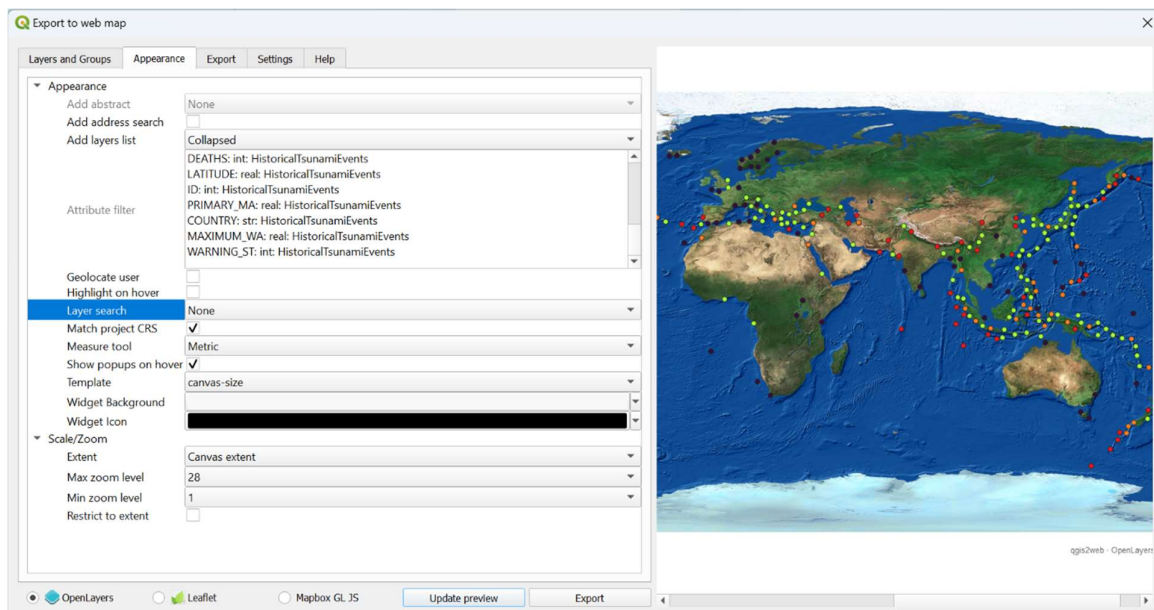 Export to web map
Layers and Groups Appearance Export Settings Help
Appearance
Add abstract None
Add address search
Add layers list Collapsed
DEATHS: int: HistoricalTsunamiEvents
LATITUDE: real: HistoricalTsunamiEvents
ID: int: HistoricalTsunamiEvents
Attribute filter PRIMARY_MA: real: HistoricalTsunamiEvents
COUNTRY: str: HistoricalTsunamiEvents
MAXIMUM_WA: real: HistoricalTsunamiEvents
WARNING_ST: int: HistoricalTsunamiEvents
Geolocate user
Highlight on hover
Layer search None
Match project CRS
Measure tool Metric
Show popups on hover
Template canvas-size
Widget Background
Widget Icon
Scale/Zoom
Extent Canvas extent
Max zoom level 28
Min zoom level 1
Restrict to extent
qgis2web · OpenLayers
OpenLayers Leaflet Mapbox GL JS Update preview Export